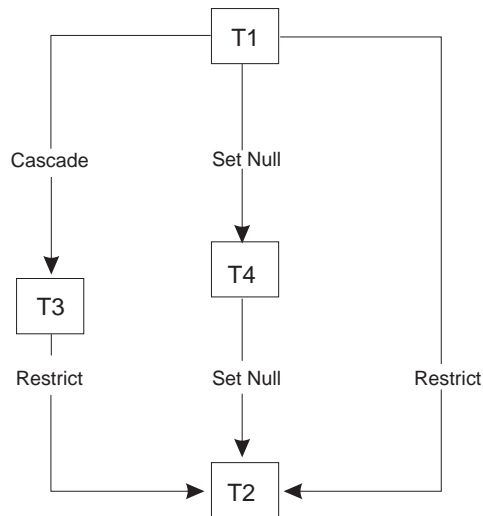 T1
Cascade
Set Null
T4
T3
Restrict
Set Null
Restrict
T2